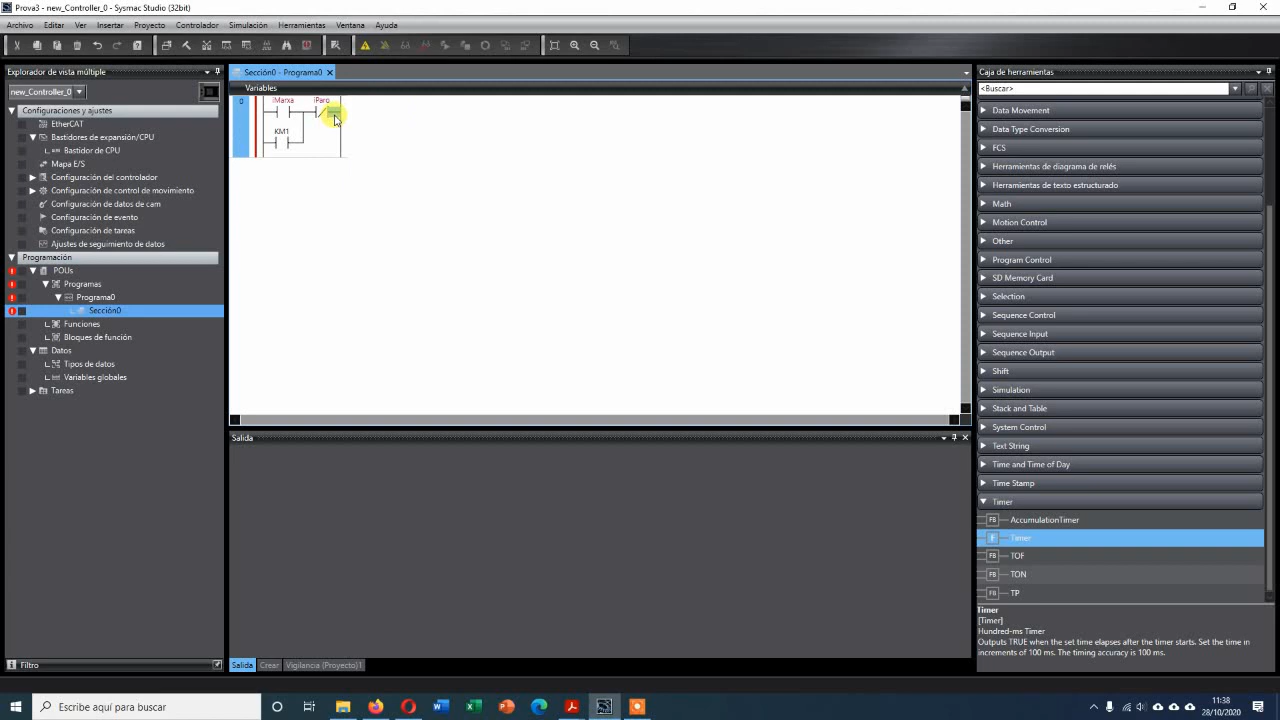 Prova3 - new_Controller_0 - Sysmac Studio (32bit)
Archivo Editar Ver Insertar Proyecto Controlador Simulación Herramientas Ventana Ayuda
Explorador de vista múltiple
new_Controller_0
Configuraciones y ajustes
EtherCAT
Bastidores de expansión/CPU
Bastidor de CPU
Mapa E/S
Configuración del controlador
Configuración de control de movimiento
Configuración de datos de cam
Configuración de evento
Configuración de tareas
Ajustes de seguimiento de datos
Programación
POUs
Programas
Programa0
Sección0
Funciones
Bloques de función
Datos
Tipos de datos
Variables globales
Tareas
Filtro
Sección0 - Programa0
Variables
0
iMarxa iParo
KM1
Salida
Salida Crear Vigilancia (Proyecto)1
Caja de herramientas
<Buscar>
Data Movement
Data Type Conversion
FCS
Herramientas de diagrama de relés
Herramientas de texto estructurado
Math
Motion Control
Other
Program Control
SD Memory Card
Selection
Sequence Control
Sequence Input
Sequence Output
Shift
Simulation
Stack and Table
System Control
Text String
Time and Time of Day
Time Stamp
Timer
FB AccumulationTimer
F Timer
FB TOF
FB TON
FB TP
Timer
[Timer]
Hundred-ms Timer
Outputs TRUE when the set time elapses after the timer starts. Set the time in
increments of 100 ms. The timing accuracy is 100 ms.
Escribe aquí para buscar
11:38
28/10/2020